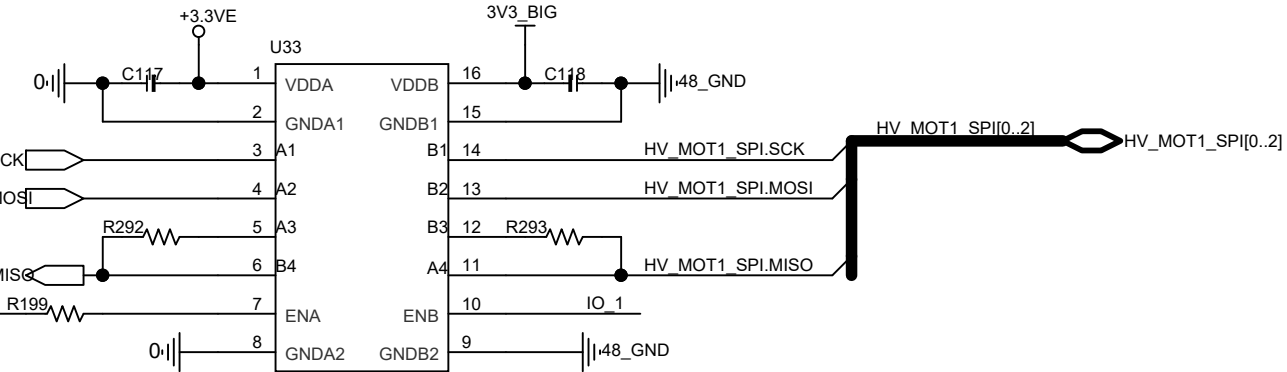 +3.3VE
3V3_BIG
U33
0
C117
1
VDDA
VDDB
16
C118
48_GND
2
GNDA1
GNDB1
15
HV_MOT1_SPI[0..2]
HV_MOT1_SPI[0..2]
CK
3
A1
B1
14
HV_MOT1_SPI.SCK
MOSI
4
A2
B2
13
HV_MOT1_SPI.MOSI
R292
5
A3
B3
12
R293
MISO
6
B4
A4
11
HV_MOT1_SPI.MISO
R199
7
ENA
ENB
10
IO_1
0
8
GNDA2
GNDB2
9
48_GND